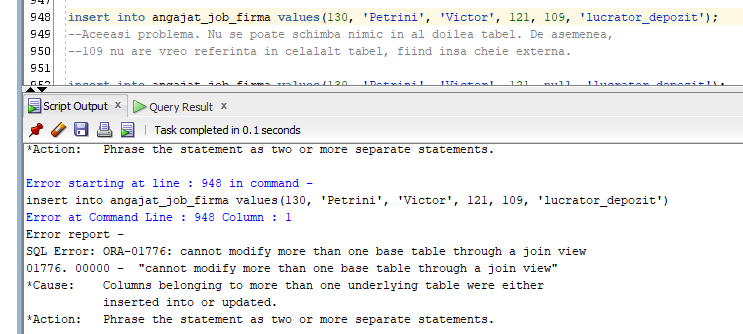 947
948 insert into angajat_job_firma values(130, 'Petrini', 'Victor', 121, 109, 'lucrator_depozit');
949 --Aceeasi problema. Nu se poate schimba nimic in al doilea tabel. De asemenea,
950 --109 nu are vreo referinta in celalalt tabel, fiind insa cheie externa.
951
952 insert into angajat_job_firma values(130, 'Petrini', 'Victor', 121, null, 'lucrator_depozit');
Script Output x Query Result x
Task completed in 0.1 seconds
*Action: Phrase the statement as two or more separate statements.
Error starting at line : 948 in command -
insert into angajat_job_firma values(130, 'Petrini', 'Victor', 121, 109, 'lucrator_depozit')
Error at Command Line : 948 Column : 1
Error report -
SQL Error: ORA-01776: cannot modify more than one base table through a join view
01776. 00000 - "cannot modify more than one base table through a join view"
*Cause: Columns belonging to more than one underlying table were either
inserted into or updated.
*Action: Phrase the statement as two or more separate statements.